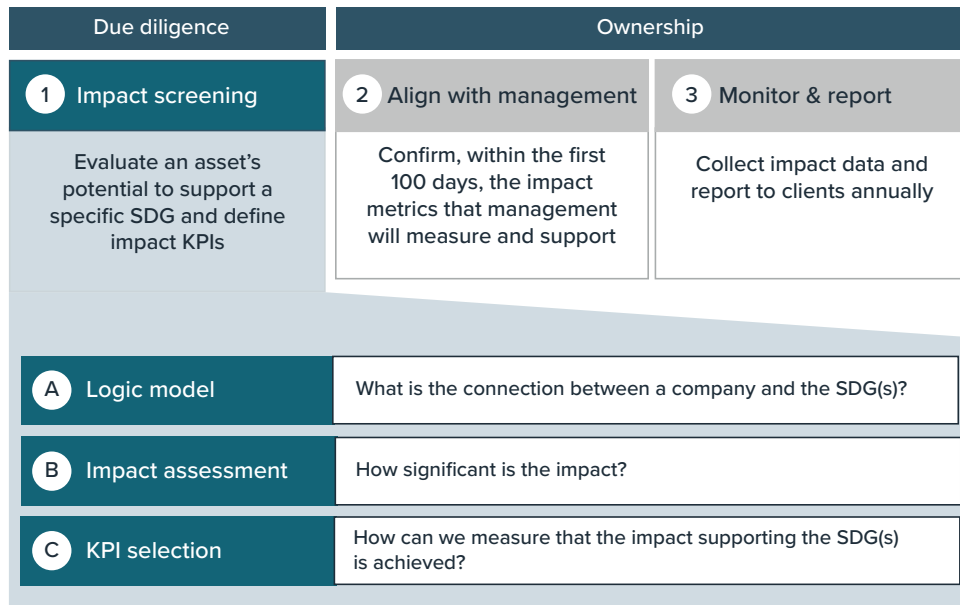 Due diligence
Ownership
1 Impact screening
2 Align with management
3 Monitor & report
Evaluate an asset's
potential to support a
specific SDG and define
impact KPIs
Confirm, within the first
100 days, the impact
metrics that management
will measure and support
Collect impact data and
report to clients annually
A Logic model
What is the connection between a company and the SDG(s)?
B Impact assessment
How significant is the impact?
C KPI selection
How can we measure that the impact supporting the SDG(s)
is achieved?